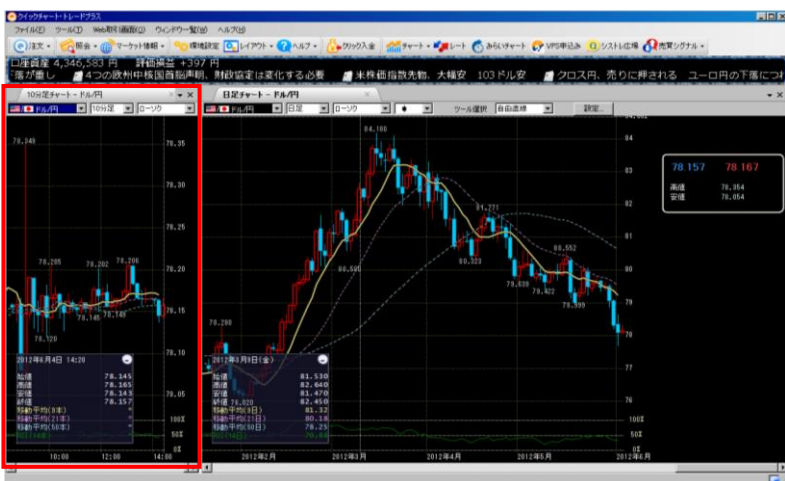 クイックチャート・トレードプラス
ファイル(F) ツール(T) Web取引画面(O) ウィンドウ一覧(W) ヘルプ(H)
注文 照会 マーケット情報 環境設定 レイアウト ヘルプ クリック入金 チャート レート みらいチャート VPS申込み シストレ広場 売買シグナル
口座資産 4,346,583 円 評価損益 +397 円
落が重し 4つの欧州中核国首脳声明、財政協定は変化する必要 米株価指数先物、大幅安 103ドル安 クロス円、売りに押される ユーロ円の下落につれ
10分足チャート - ドル/円
日足チャート - ドル/円
ドル/円 10分足 ローソク
ドル/円 日足 ローソク ツール選択 自由直線 設定...
78.349
78.35
78.30
78.25
78.20
78.15
78.10
78.05
78.205 78.202 78.206
78.145 78.149
78.120
2012年6月4日 14:20
始値 78.145
高値 78.165
安値 78.143
終値 78.157
移動平均(9本)
移動平均(21本)
移動平均(50本)
100%
50%
0%
10:00 12:00 14:00
84.180
81.771
80.552
80.501
80.323
79.639
79.422
78.999
78.200
84
83
82
81
80
79
78
77
76
78.157 78.167
高値 78.354
安値 78.054
2012年3月9日(金)
始値 81.530
高値 82.640
安値 81.470
終値 82.450
移動平均(9日) 81.32
移動平均(21日) 80.18
移動平均(50日) 78.25
100%
50%
0%
2012年2月 2012年3月 2012年4月 2012年5月 2012年6月